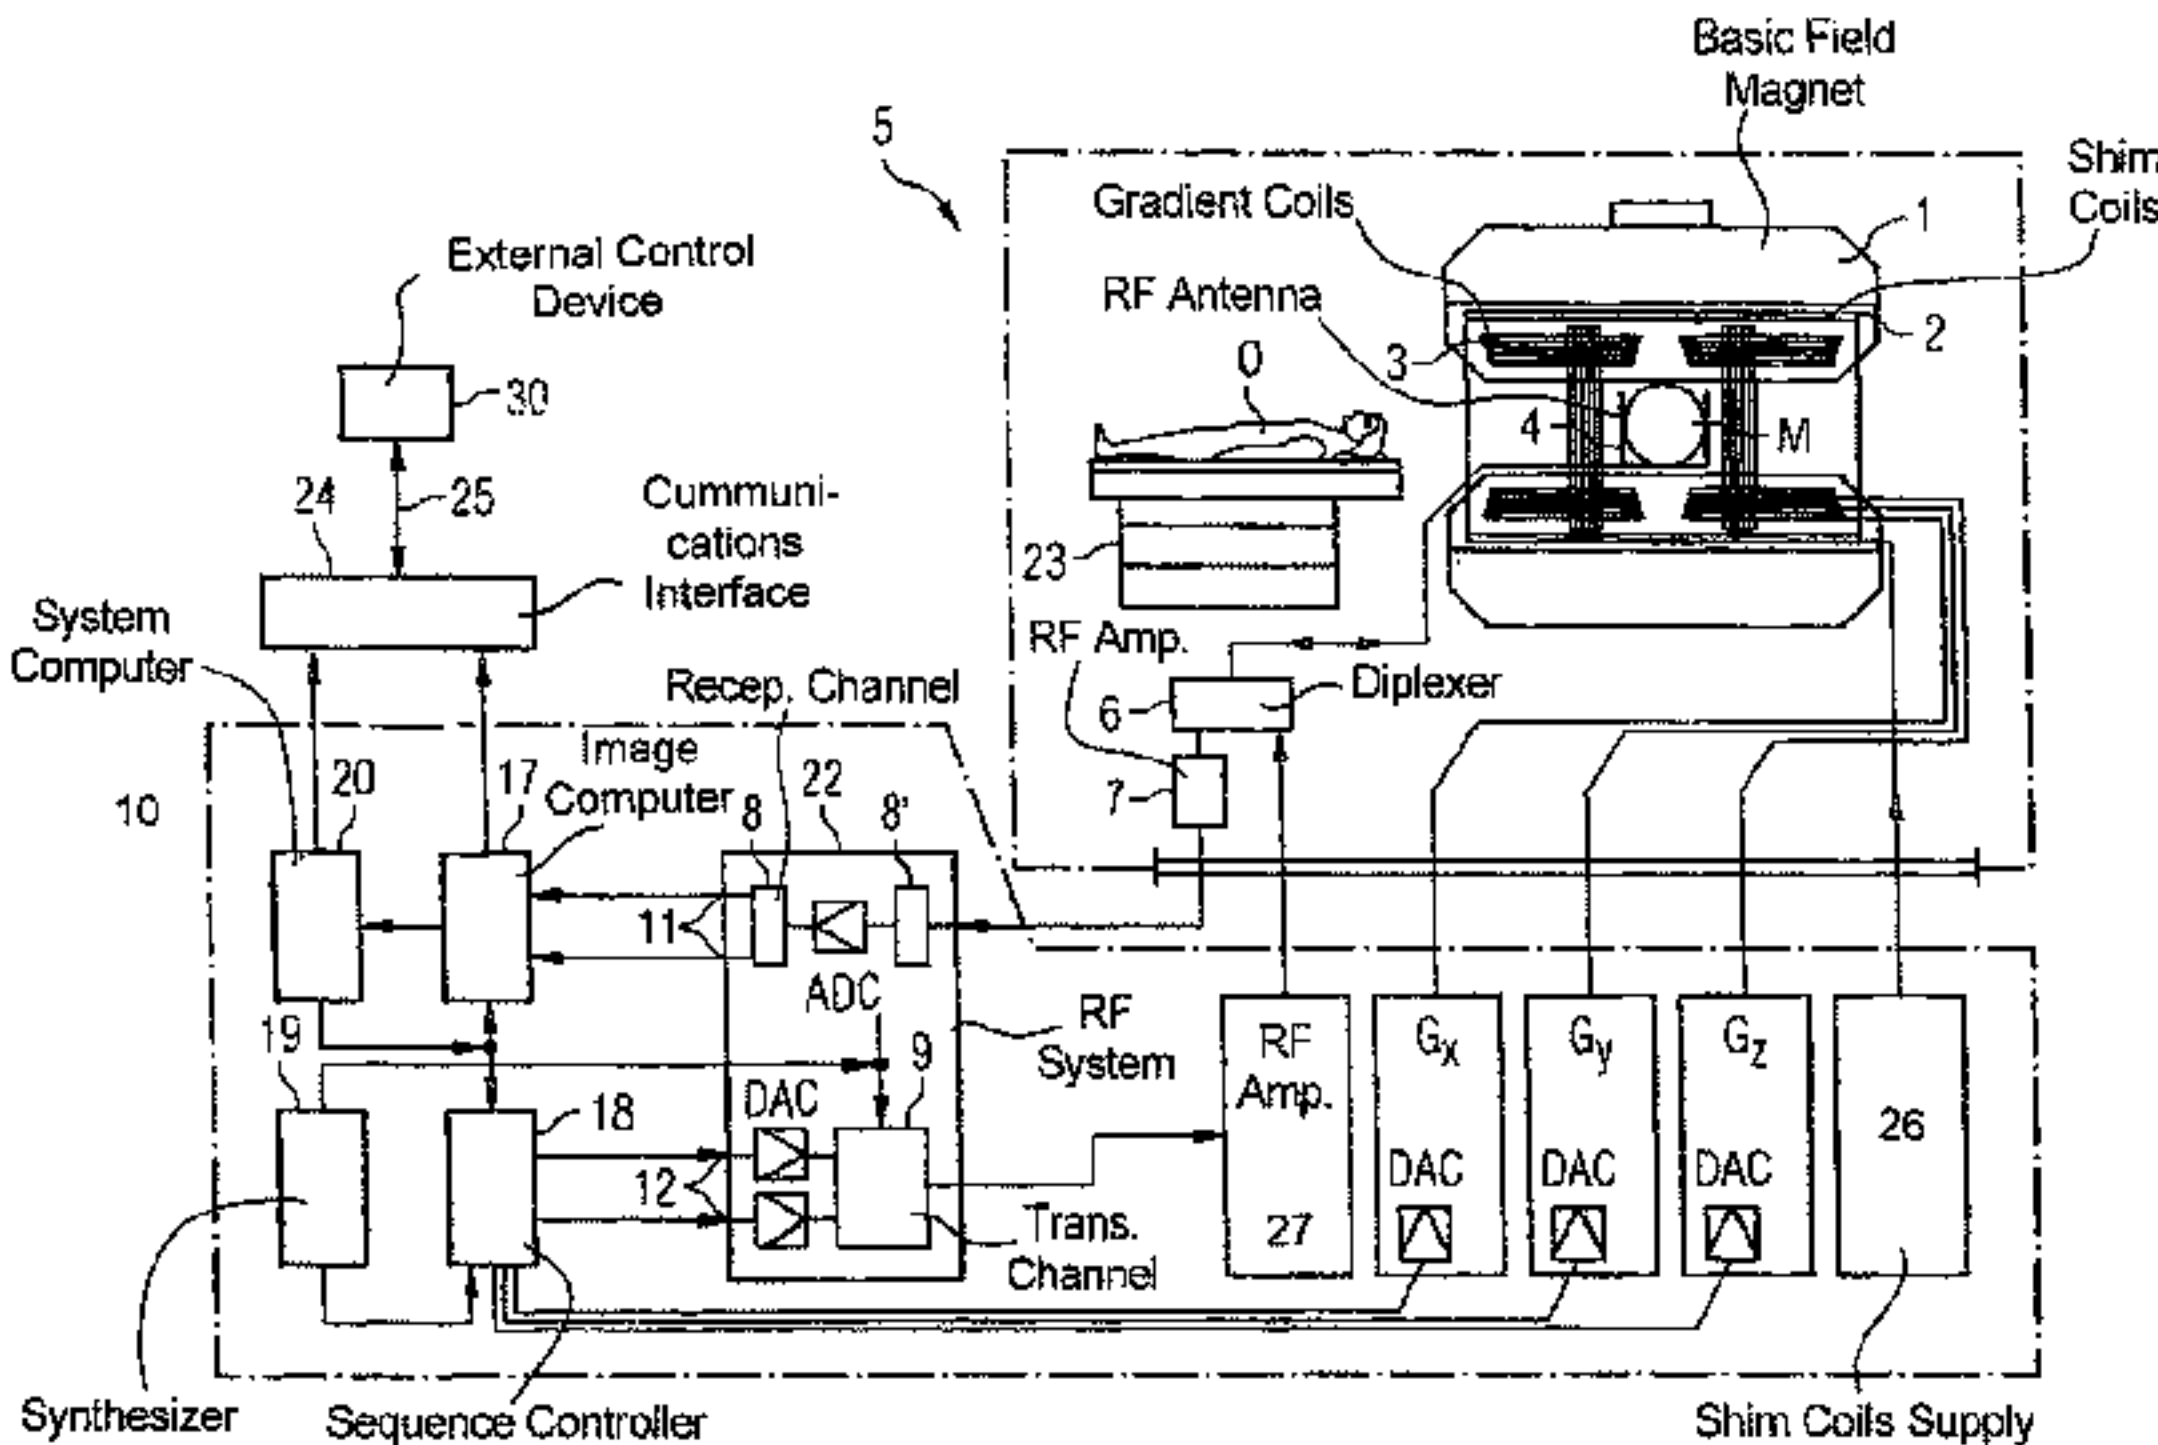 Basic Field
Magnet
5
Shim
Coils
Gradient Coils
1
External Control
Device
RF Antenna
2
3
O
30
4
M
24
25
Cummuni-
cations
Interface
23
System
Computer
RF Amp.
Recep. Channel
6
Diplexer
Image
Computer
10
20
17
22
7
8
8'
11
ADC
19
RF
System
9
DAC
18
12
Trans.
Channel
RF
Amp.
27
Gx
DAC
Gy
DAC
Gz
DAC
26
Synthesizer
Sequence Controller
Shim Coils Supply